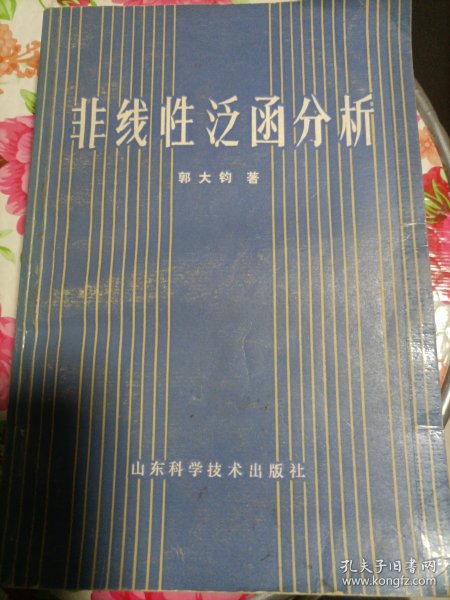 非线性泛函分析
郭大钧 著
山东科学技术出版社
孔夫子旧书网
www.kongfz.com